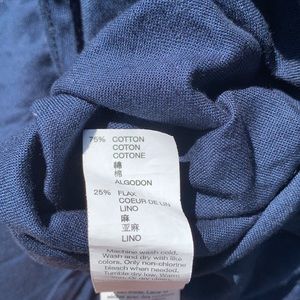 75% COTTON
COTON
COTONE
綿
棉
ALGODON
25% FLAX
COEUR DE LIN
LINO
麻
亚麻
LINO
Machine wash cold.
Wash and dry with like
colors. Only non-chlorine
bleach when needed.
Tumble dry low.